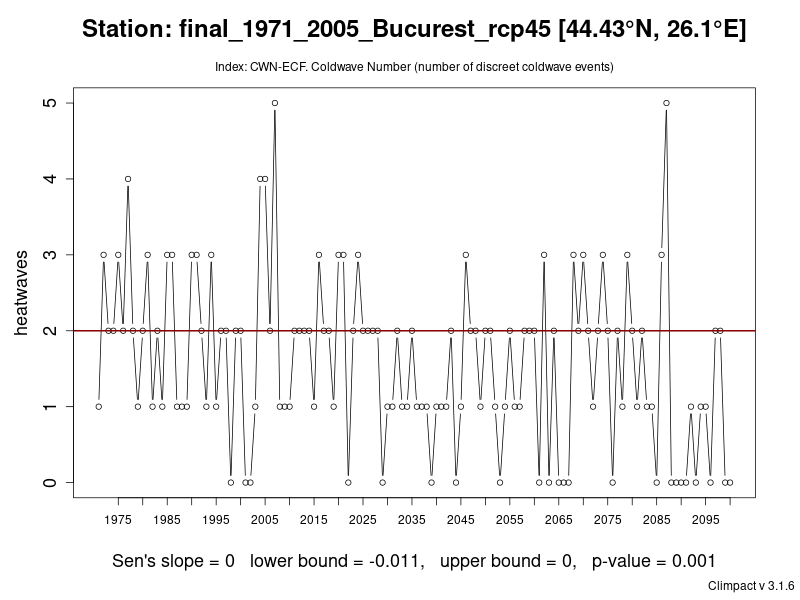 Station: final_1971_2005_Bucurest_rcp45 [44.43°N, 26.1°E]
Index: CWN-ECF. Coldwave Number (number of discreet coldwave events)
heatwaves
5
4
3
2
1
0
1975 1985 1995 2005 2015 2025 2035 2045 2055 2065 2075 2085 2095
Sen's slope = 0 lower bound = -0.011, upper bound = 0, p-value = 0.001
Climpact v 3.1.6